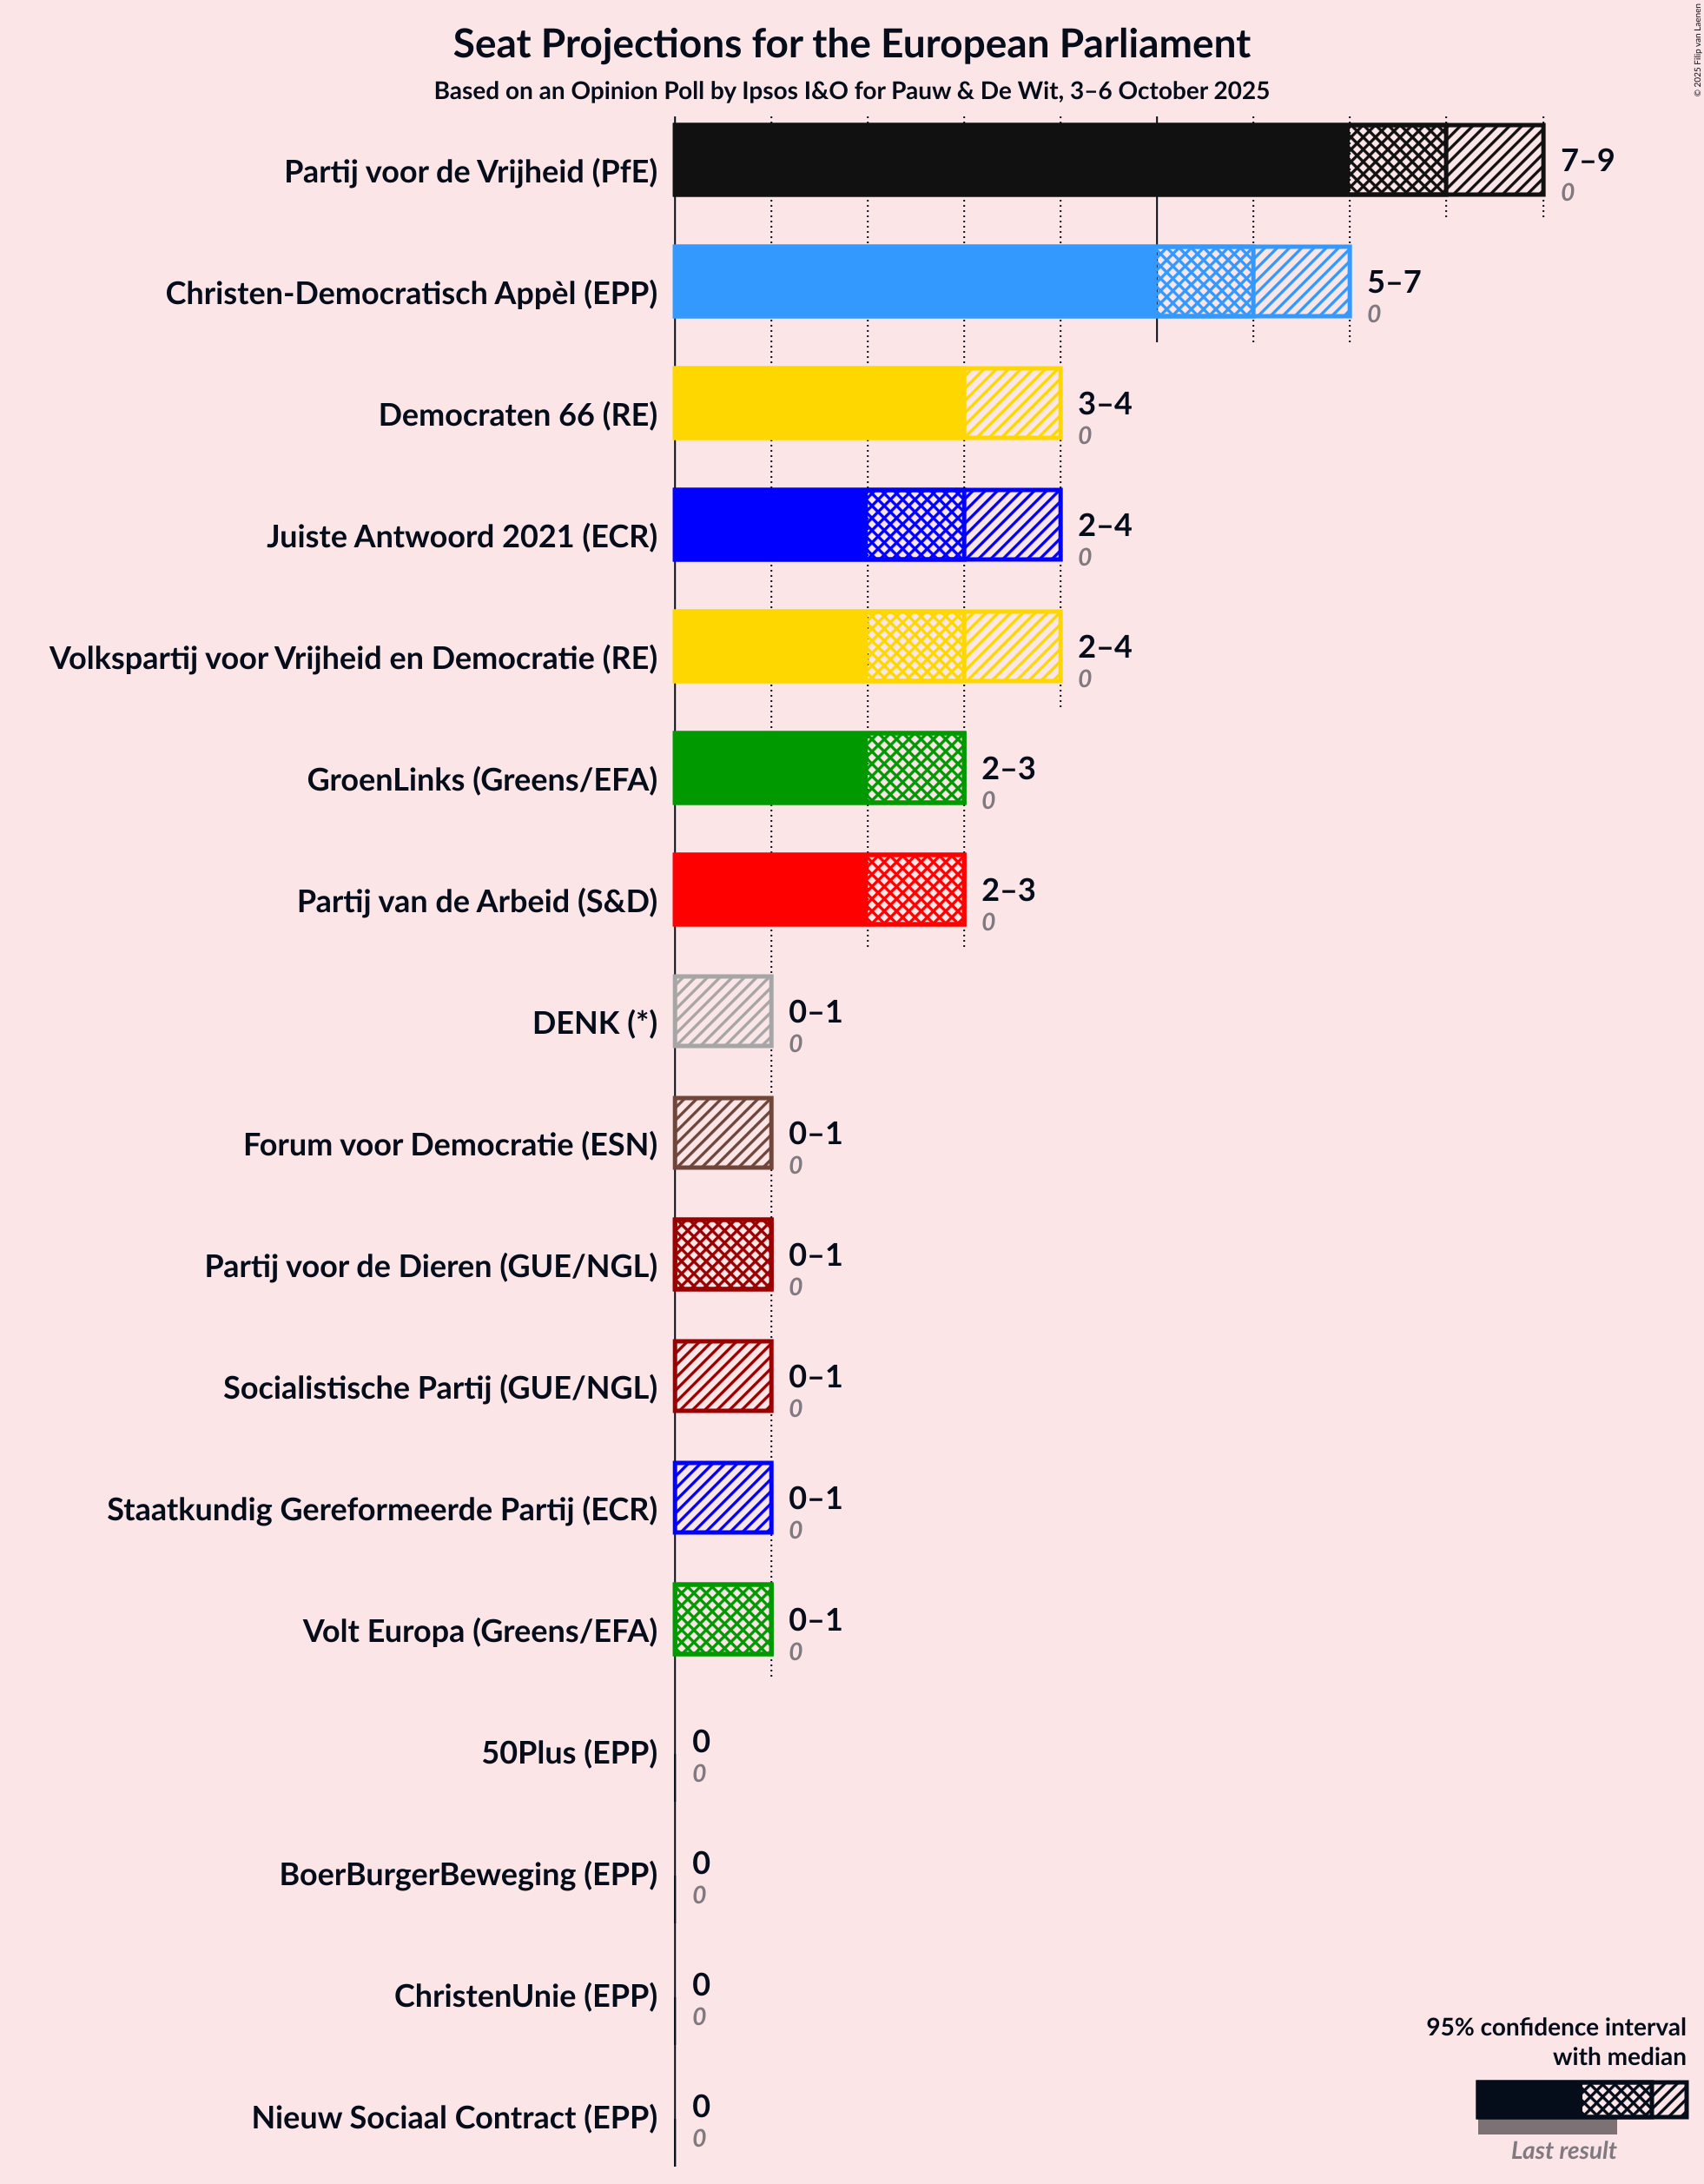 Seat Projections for the European Parliament
Based on an Opinion Poll by Ipsos I&O for Pauw & De Wit, 3–6 October 2025
© 2025 Filip van Laenen
Partij voor de Vrijheid (PfE)
7–9
0
Christen-Democratisch Appèl (EPP)
5–7
0
Democraten 66 (RE)
3–4
0
Juiste Antwoord 2021 (ECR)
2–4
0
Volkspartij voor Vrijheid en Democratie (RE)
2–4
0
GroenLinks (Greens/EFA)
2–3
0
Partij van de Arbeid (S&D)
2–3
0
DENK (*)
0–1
0
Forum voor Democratie (ESN)
0–1
0
Partij voor de Dieren (GUE/NGL)
0–1
0
Socialistische Partij (GUE/NGL)
0–1
0
Staatkundig Gereformeerde Partij (ECR)
0–1
0
Volt Europa (Greens/EFA)
0–1
0
50Plus (EPP)
0
0
BoerBurgerBeweging (EPP)
0
0
ChristenUnie (EPP)
0
0
Nieuw Sociaal Contract (EPP)
0
0
95% confidence interval
with median
Last result